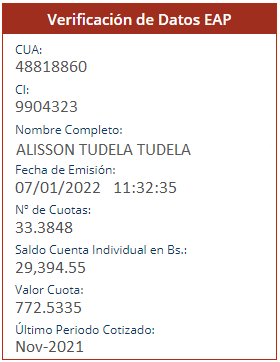 Verificación de Datos EAP
CUA:
48818860
CI:
9904323
Nombre Completo:
ALISSON TUDELA TUDELA
Fecha de Emisión:
07/01/2022 11:32:35
N° de Cuotas:
33.3848
Saldo Cuenta Individual en Bs.:
29,394.55
Valor Cuota:
772.5335
Último Periodo Cotizado:
Nov-2021